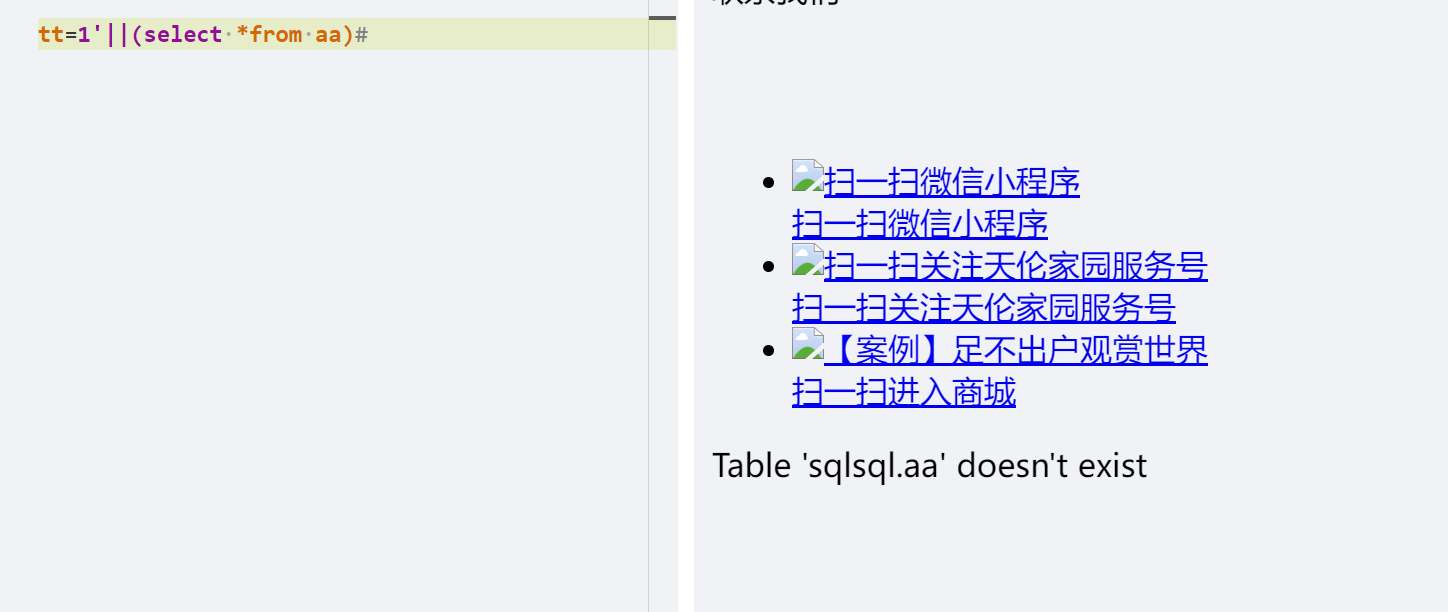 tt=1'||(select *from aa)#
扫一扫微信小程序
扫一扫微信小程序
扫一扫关注天伦家园服务号
扫一扫关注天伦家园服务号
【案例】足不出户观赏世界
扫一扫进入商城
Table 'sqlsql.aa' doesn't exist